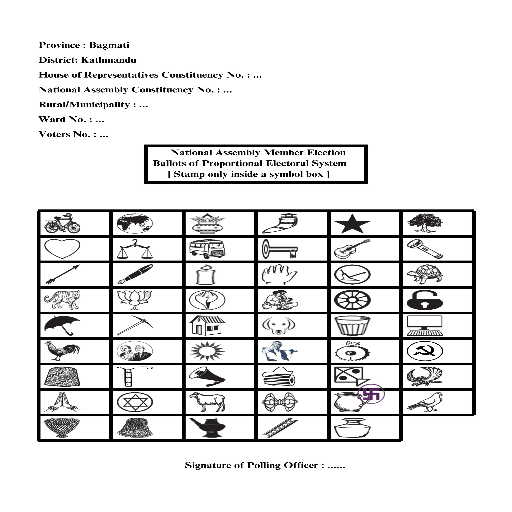 Province : Bagmati
District: Kathmandu
House of Representatives Constituency No. : ...
National Assembly Constituency No. : ...
Rural/Municipality : ...
Ward No. : ...
Voters No. : ...
National Assembly Member Election
Ballots of Proportional Electoral System
[ Stamp only inside a symbol box ]
Signature of Polling Officer : ......